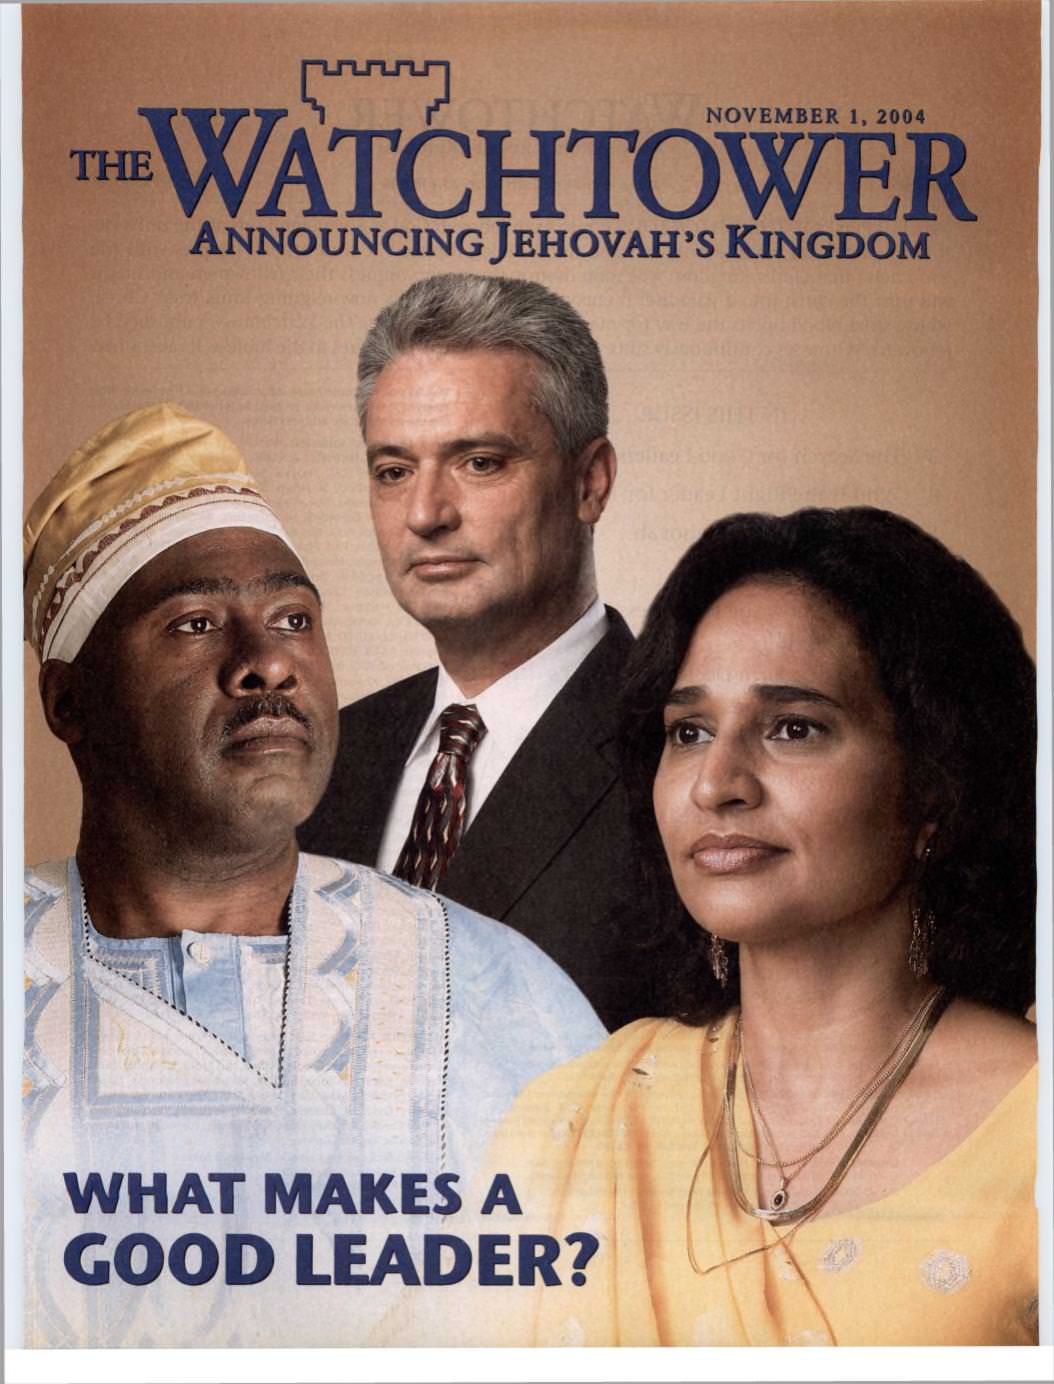 NOVEMBER 1, 2004
THE WATCHTOWER
ANNOUNCING JEHOVAH'S KINGDOM
WHAT MAKES A
GOOD LEADER?